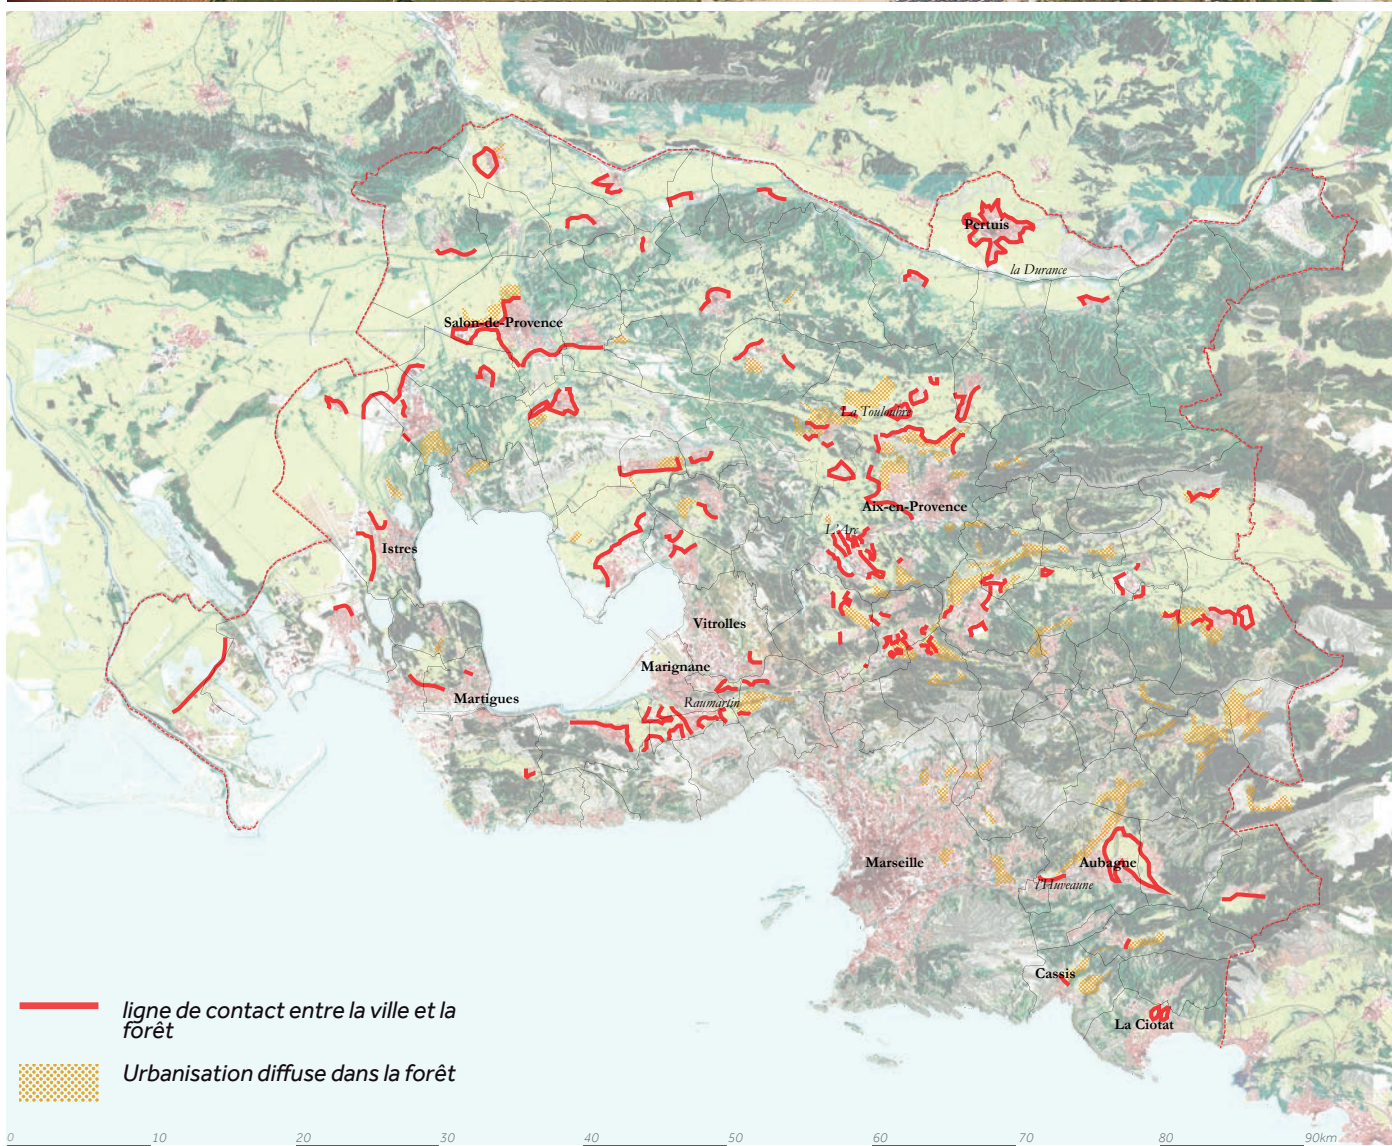 Pertuis
la Durance
Salon-de-Provence
La Touloubre
Aix-en-Provence
L'Arc
Istres
Vitrolles
Marignane
Martigues
Raumartin
Marseille
Aubagne
l'Huveaune
Cassis
La Ciotat
ligne de contact entre la ville et la
forêt
Urbanisation diffuse dans la forêt
0 10 20 30 40 50 60 70 80 90km